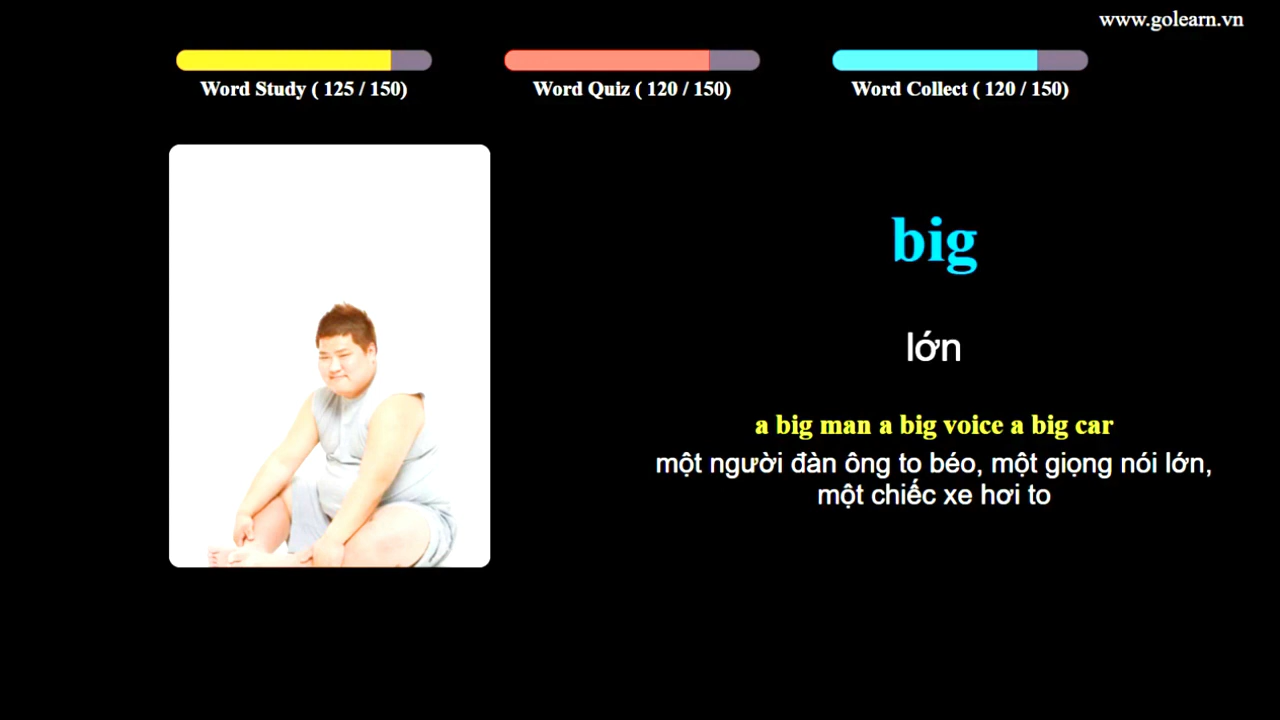 www.golearn.vn
Word Study ( 125 / 150)
Word Quiz ( 120 / 150)
Word Collect ( 120 / 150)
big
lớn
a big man a big voice a big car
một người đàn ông to béo, một giọng nói lớn,
một chiếc xe hơi to